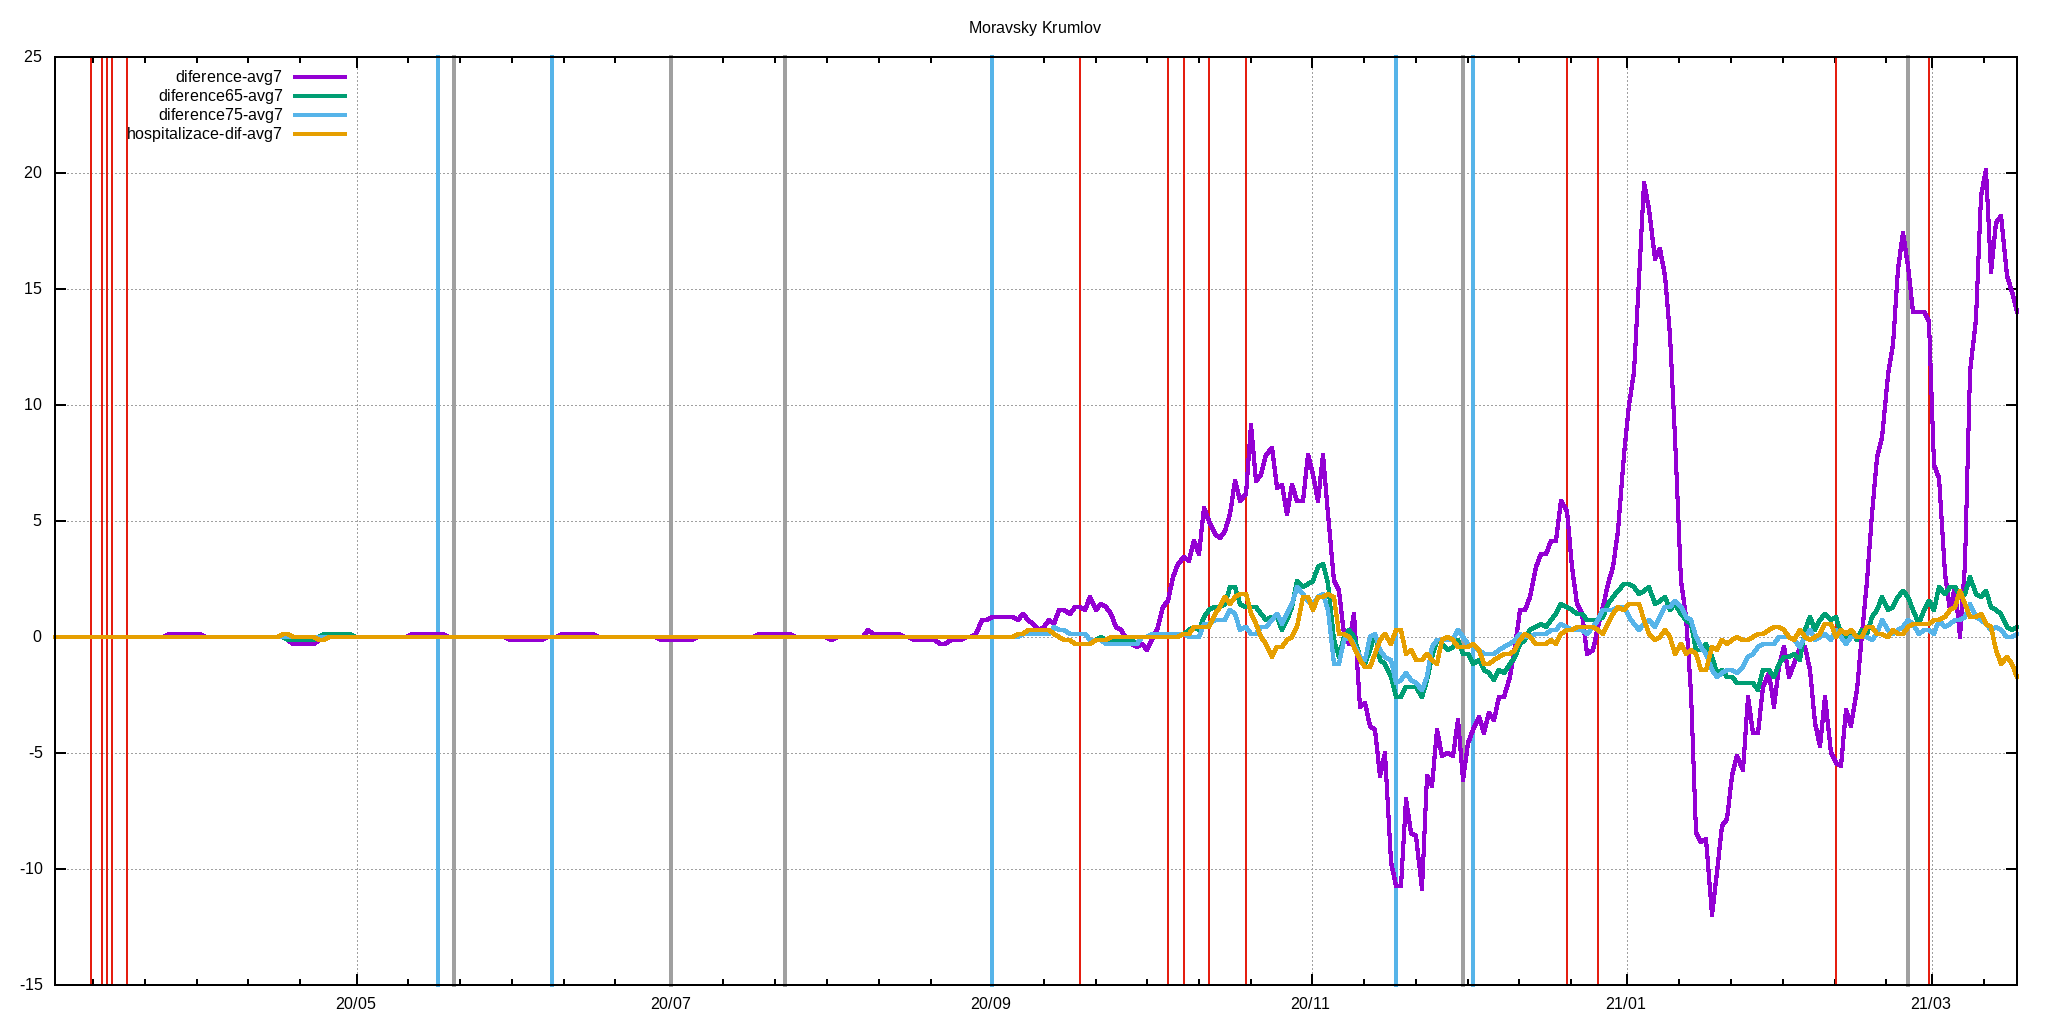 Moravsky Krumlov
25
20
15
10
5
0
-5
-10
-15
diference-avg7
diference65-avg7
diference75-avg7
hospitalizace-dif-avg7
20/05 20/07 20/09 20/11 21/01 21/03